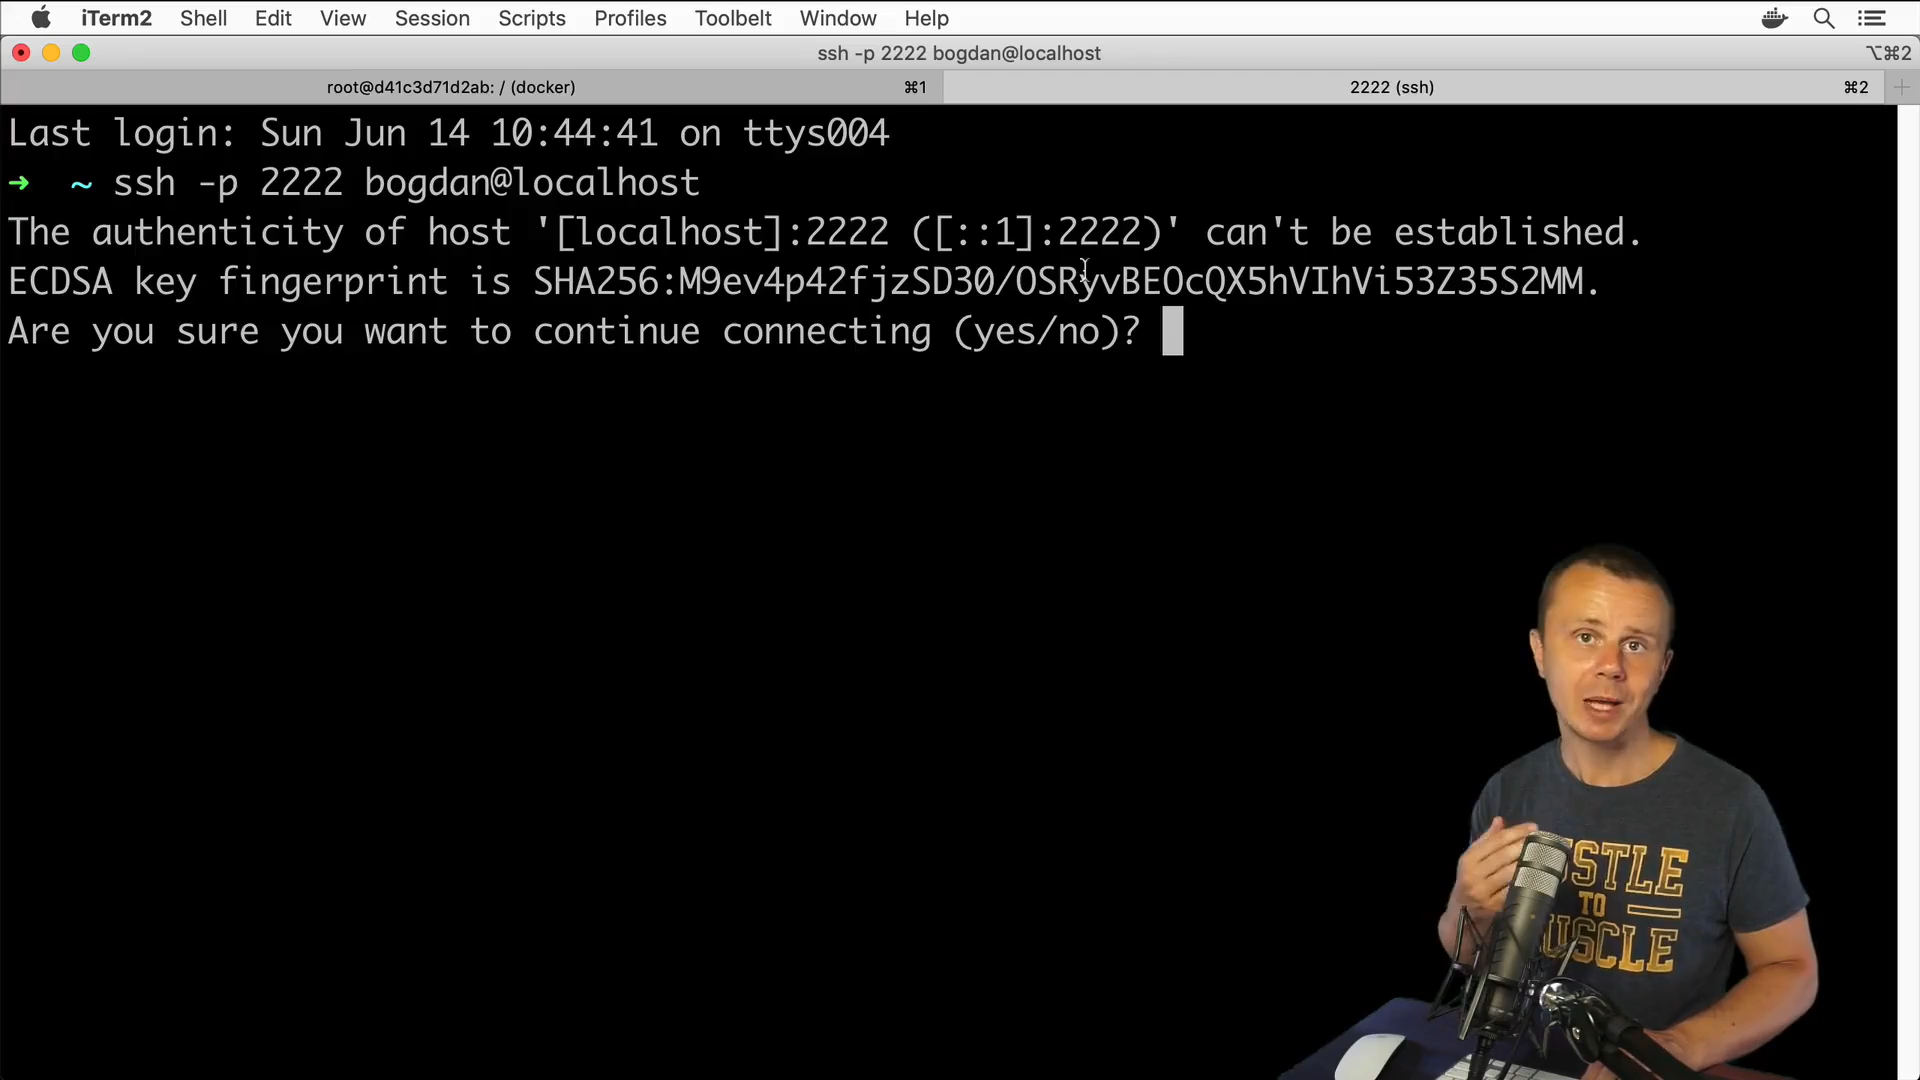 iTerm2 Shell Edit View Session Scripts Profiles Toolbelt Window Help
ssh -p 2222 bogdan@localhost ⌥⌘2
root@d41c3d71d2ab: / (docker) ⌘1 2222 (ssh) ⌘2 +
Last login: Sun Jun 14 10:44:41 on ttys004
➜ ~ ssh -p 2222 bogdan@localhost
The authenticity of host '[localhost]:2222 ([::1]:2222)' can't be established.
ECDSA key fingerprint is SHA256:M9ev4p42fjzSD30/OSRyvBEOcQX5hVIhVi53Z35S2MM.
Are you sure you want to continue connecting (yes/no)?
TO